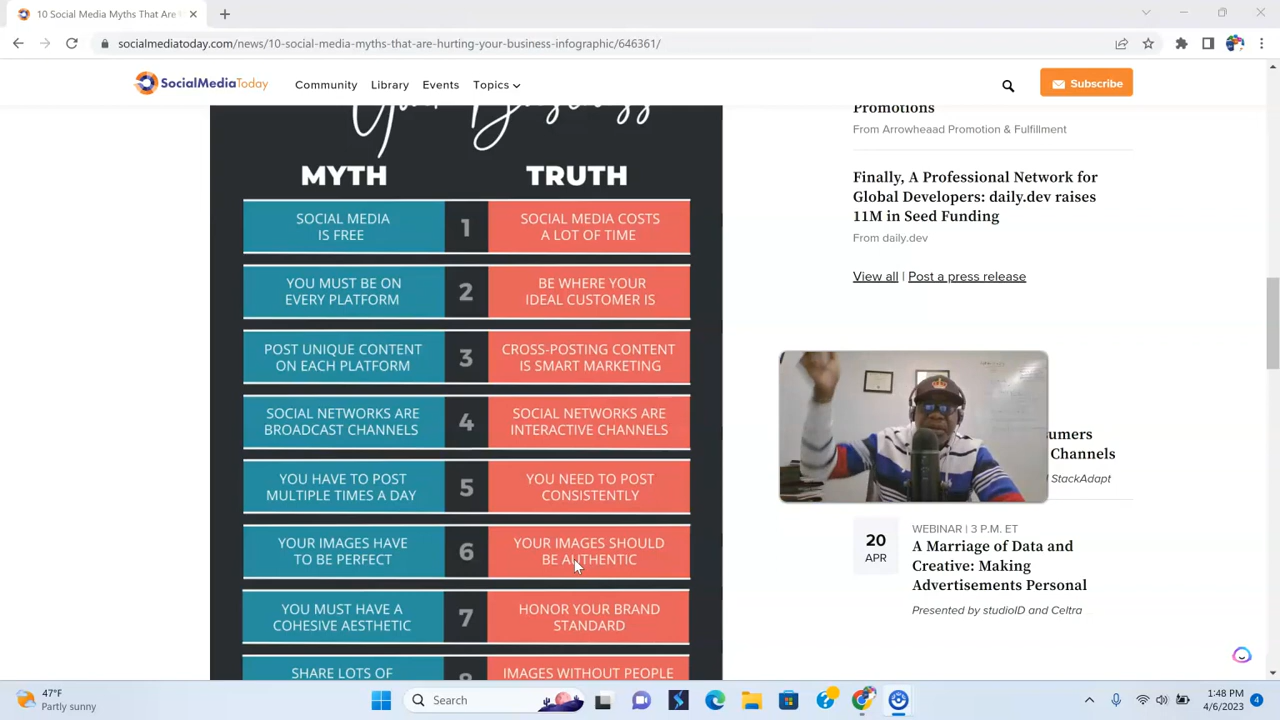 10 Social Media Myths That Are
socialmediatoday.com/news/10-social-media-myths-that-are-hurting-your-business-infographic/646361/
SocialMediaToday
Community
Library
Events
Topics
Subscribe
Your Business
MYTH
TRUTH
SOCIAL MEDIA
IS FREE
1
SOCIAL MEDIA COSTS
A LOT OF TIME
YOU MUST BE ON
EVERY PLATFORM
2
BE WHERE YOUR
IDEAL CUSTOMER IS
POST UNIQUE CONTENT
ON EACH PLATFORM
3
CROSS-POSTING CONTENT
IS SMART MARKETING
SOCIAL NETWORKS ARE
BROADCAST CHANNELS
4
SOCIAL NETWORKS ARE
INTERACTIVE CHANNELS
YOU HAVE TO POST
MULTIPLE TIMES A DAY
5
YOU NEED TO POST
CONSISTENTLY
YOUR IMAGES HAVE
TO BE PERFECT
6
YOUR IMAGES SHOULD
BE AUTHENTIC
YOU MUST HAVE A
COHESIVE AESTHETIC
7
HONOR YOUR BRAND
STANDARD
SHARE LOTS OF
8
IMAGES WITHOUT PEOPLE
Promotions
From Arrowheaad Promotion & Fulfillment
Finally, A Professional Network for
Global Developers: daily.dev raises
11M in Seed Funding
From daily.dev
View all | Post a press release
Channels
StackAdapt
20
APR
WEBINAR | 3 P.M. ET
A Marriage of Data and
Creative: Making
Advertisements Personal
Presented by studioID and Celtra
47°F
Partly sunny
Search
1:48 PM
4/6/2023
4